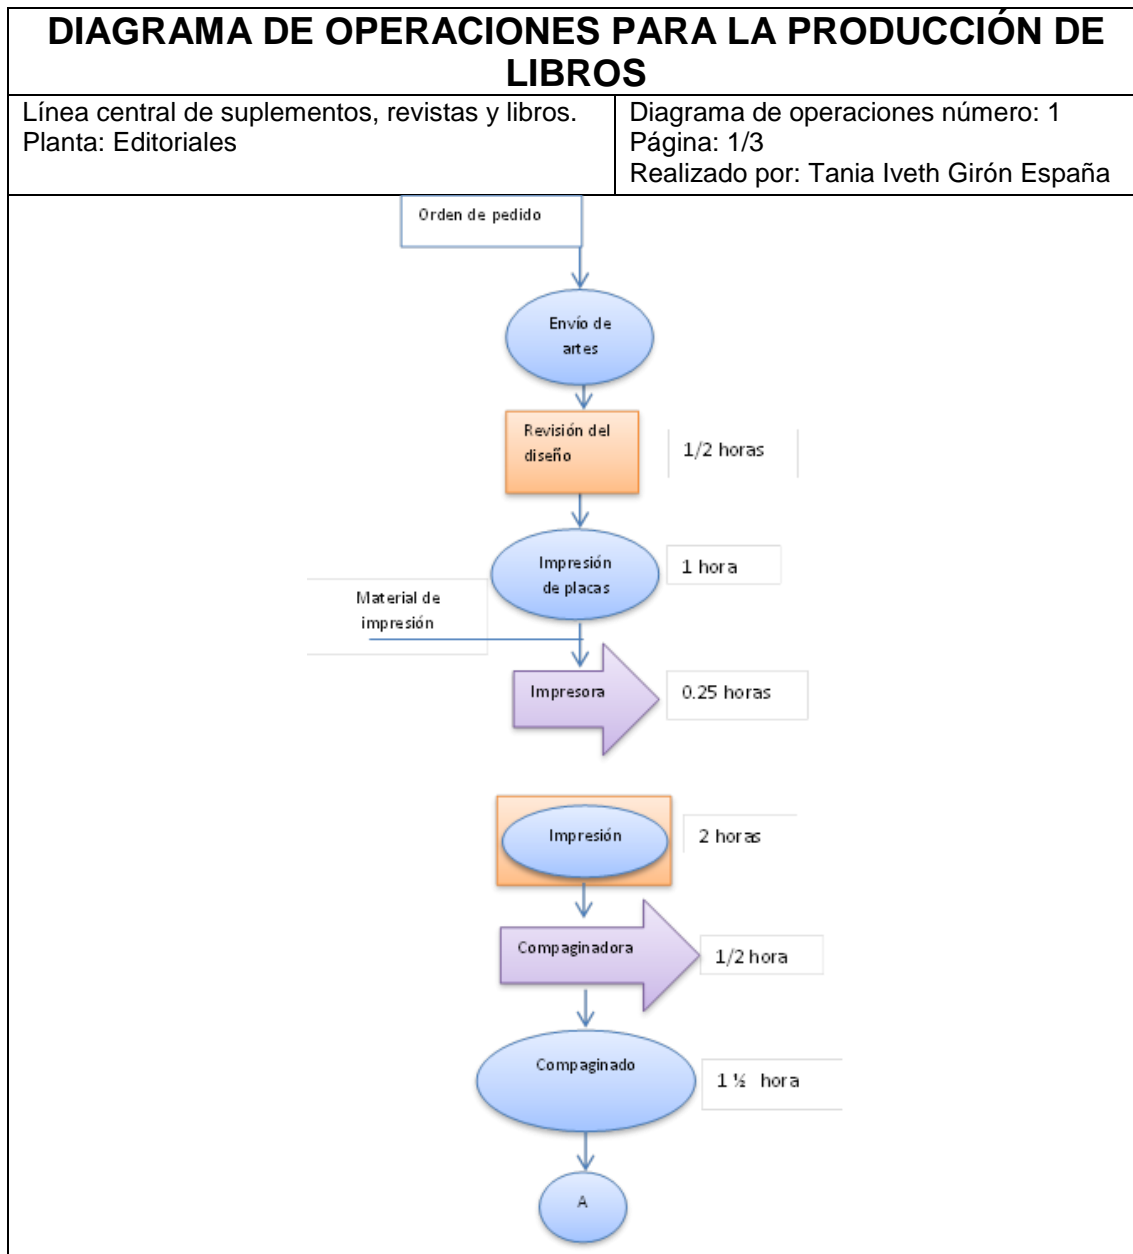 DIAGRAMA DE OPERACIONES PARA LA PRODUCCIÓN DE
LIBROS
Línea central de suplementos, revistas y libros.
Planta: Editoriales
Diagrama de operaciones número: 1
Página: 1/3
Realizado por: Tania Iveth Girón España
Orden de pedido
Envío de
artes
Revisión del
diseño
1/2 horas
Impresión
de placas
1 hora
Material de
impresión
Impresora
0.25 horas
Impresión
2 horas
Compaginadora
1/2 hora
Compaginado
1 ½ hora
A